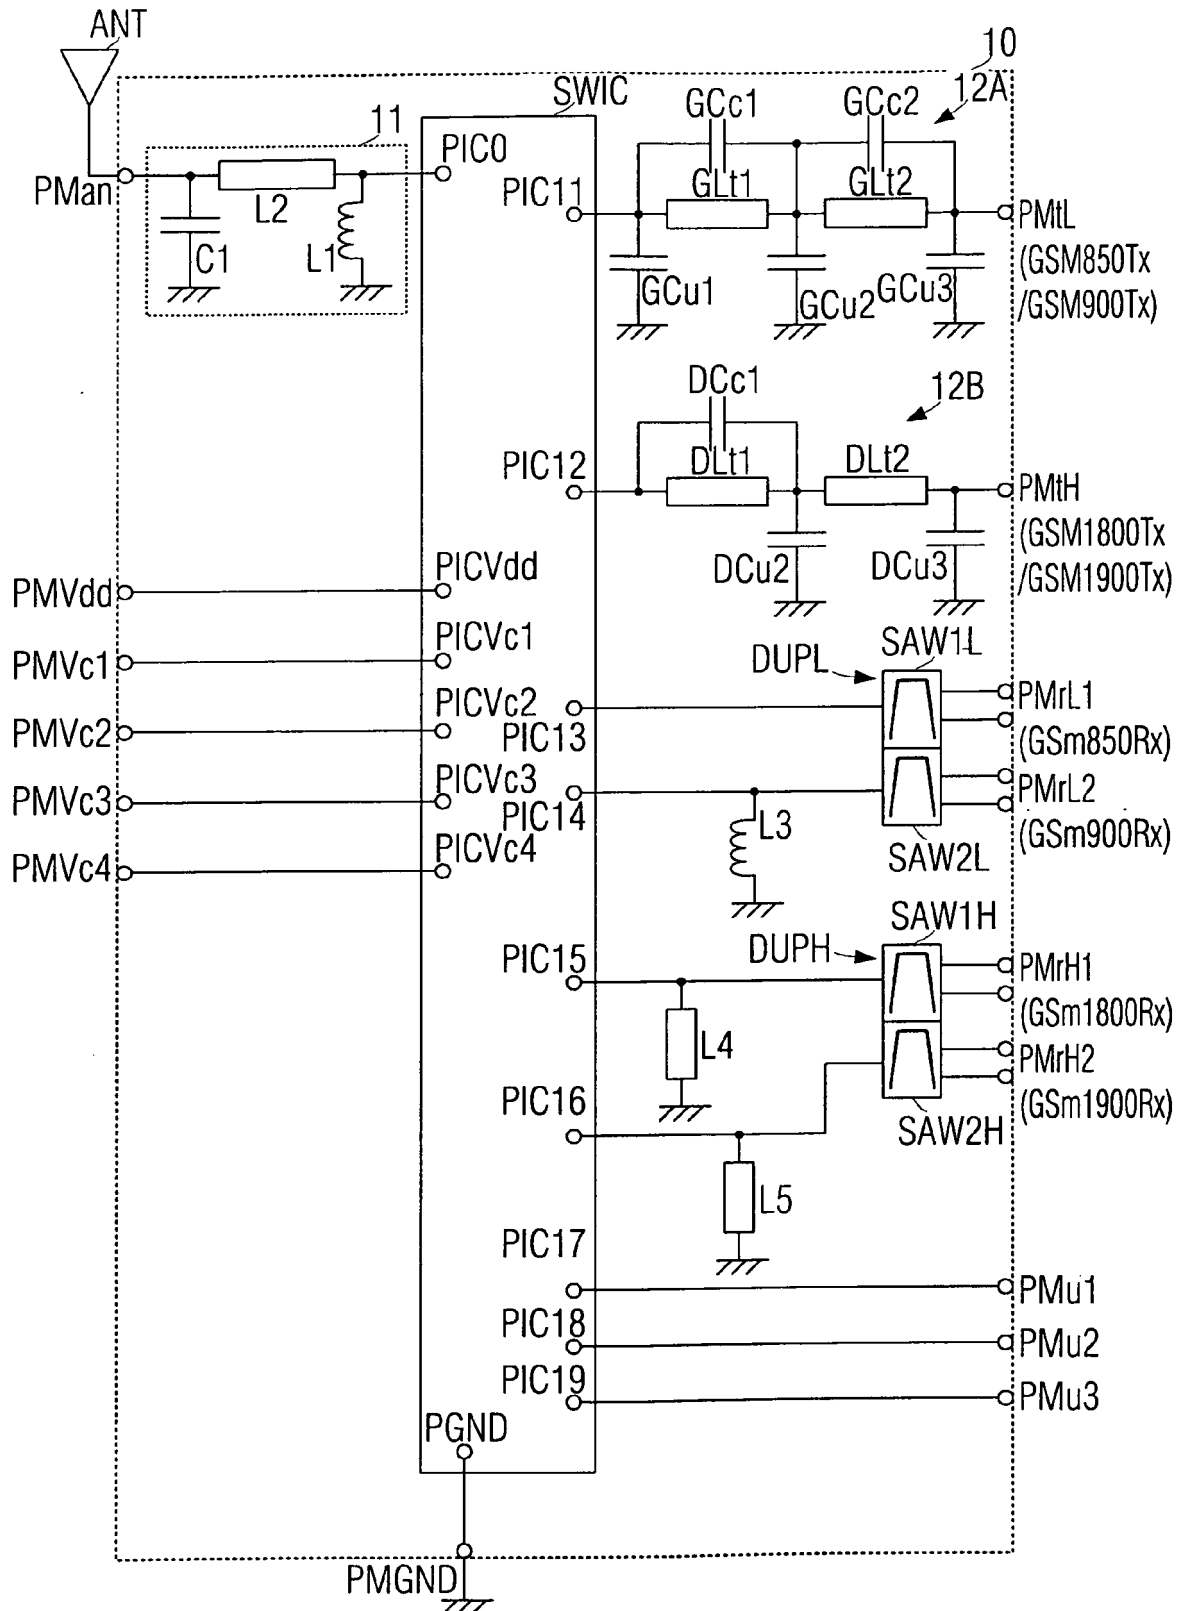 ANT
10
SWIC
GCc1
GCc2
12A
11
PIC0
PMan
L2
PIC11
GLt1
GLt2
PMtL
C1
L1
GCu1
GCu2
GCu3
(GSM850Tx
/GSM900Tx)
DCc1
12B
PIC12
DLt1
DLt2
PMtH
(GSM1800Tx
/GSM1900Tx)
DCu2
DCu3
PMVdd
PICVdd
PMVc1
PICVc1
DUPL
SAW1L
PMrL1
(GSm850Rx)
PMVc2
PICVc2
PIC13
PMVc3
PICVc3
PIC14
L3
PMrL2
(GSm900Rx)
PMVc4
PICVc4
SAW2L
SAW1H
DUPH
PIC15
PMrH1
(GSm1800Rx)
L4
PMrH2
(GSm1900Rx)
PIC16
SAW2H
L5
PIC17
PMu1
PIC18
PMu2
PIC19
PMu3
PGND
PMGND